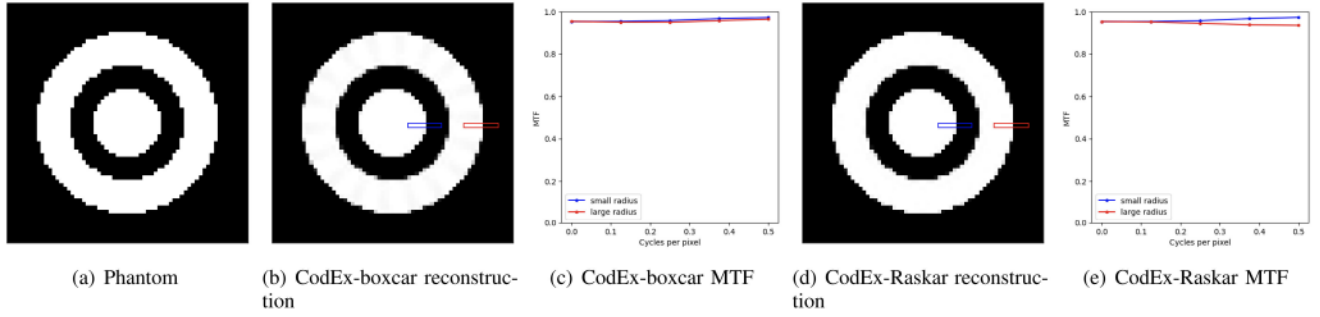 1.0
0.8
0.6
0.4
0.2
0.0
MTF
small radius
large radius
0.0 0.1 0.2 0.3 0.4 0.5
Cycles per pixel
1.0
0.8
0.6
0.4
0.2
0.0
MTF
small radius
large radius
0.0 0.1 0.2 0.3 0.4 0.5
Cycles per pixel
(a) Phantom
(b) CodEx-boxcar reconstruc-
tion
(c) CodEx-boxcar MTF
(d) CodEx-Raskar reconstruc-
tion
(e) CodEx-Raskar MTF